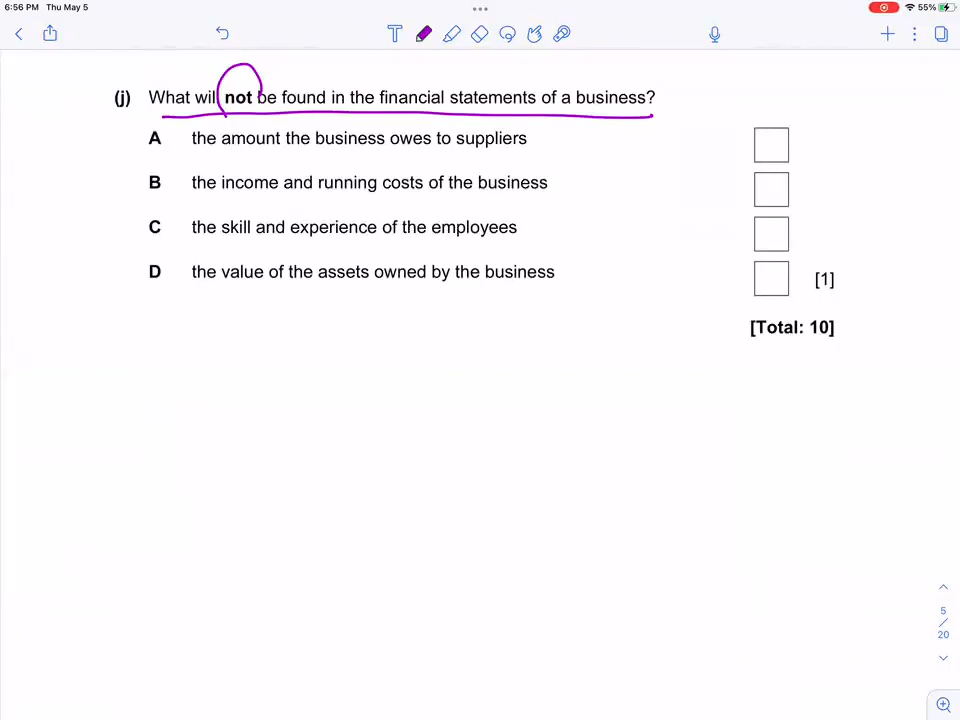 6:56 PM Thu May 5
55%
(j) What will not be found in the financial statements of a business?
A the amount the business owes to suppliers
B the income and running costs of the business
C the skill and experience of the employees
D the value of the assets owned by the business [1]
[Total: 10]
5
/
20